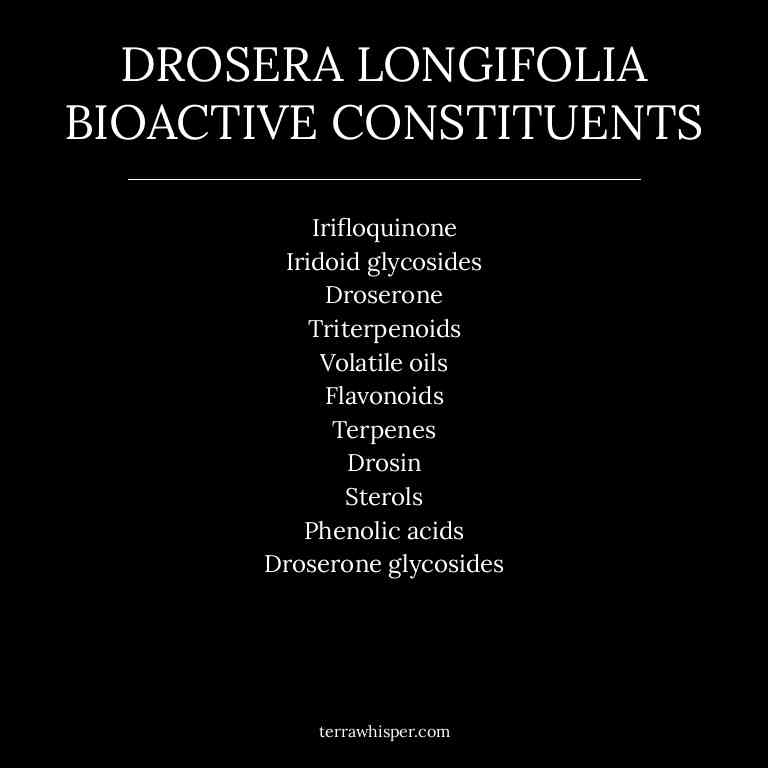 DROSERA LONGIFOLIA
BIOACTIVE CONSTITUENTS
Irifloquinone
Iridoid glycosides
Droserone
Triterpenoids
Volatile oils
Flavonoids
Terpenes
Drosin
Sterols
Phenolic acids
Droserone glycosides
terrawhisper.com